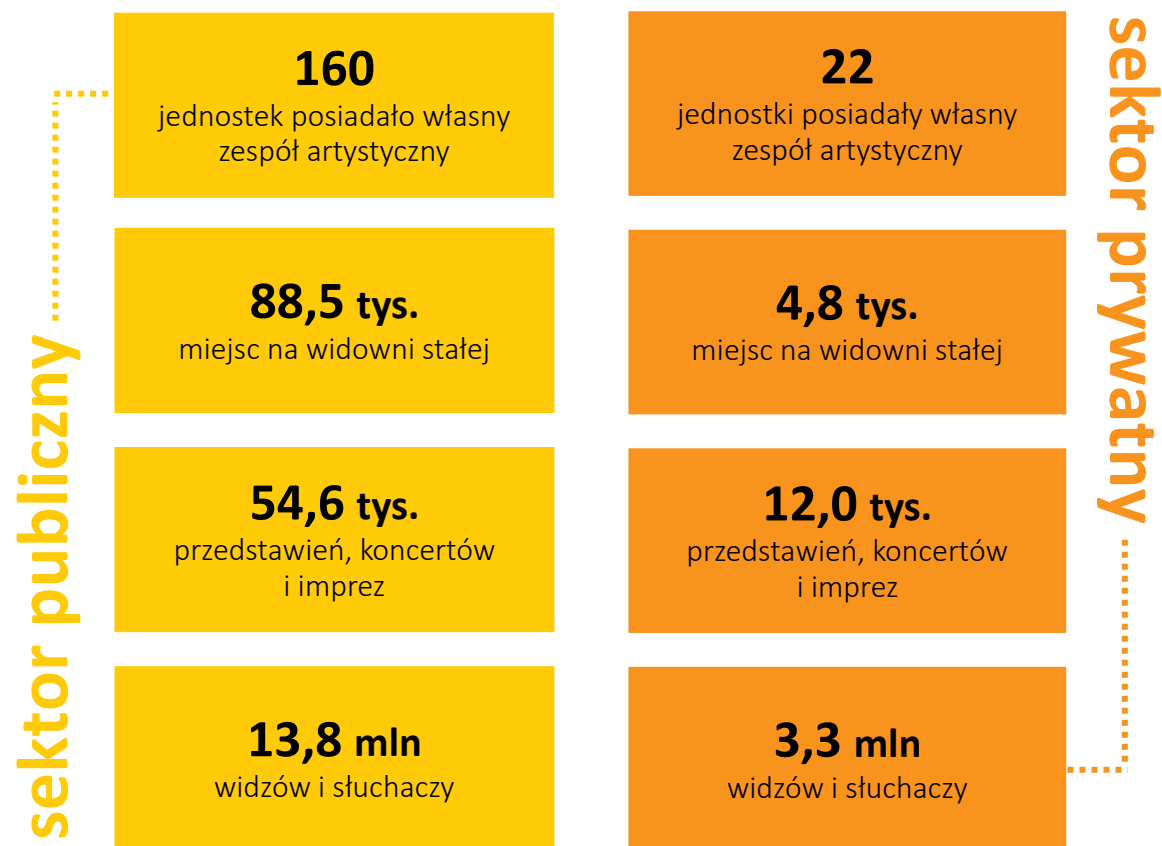 sektor publiczny
160
jednostek posiadało własny
zespół artystyczny
88,5 tys.
miejsc na widowni stałej
54,6 tys.
przedstawień, koncertów
i imprez
13,8 mln
widzów i słuchaczy
sektor prywatny
22
jednostki posiadały własny
zespół artystyczny
4,8 tys.
miejsc na widowni stałej
12,0 tys.
przedstawień, koncertów
i imprez
3,3 mln
widzów i słuchaczy